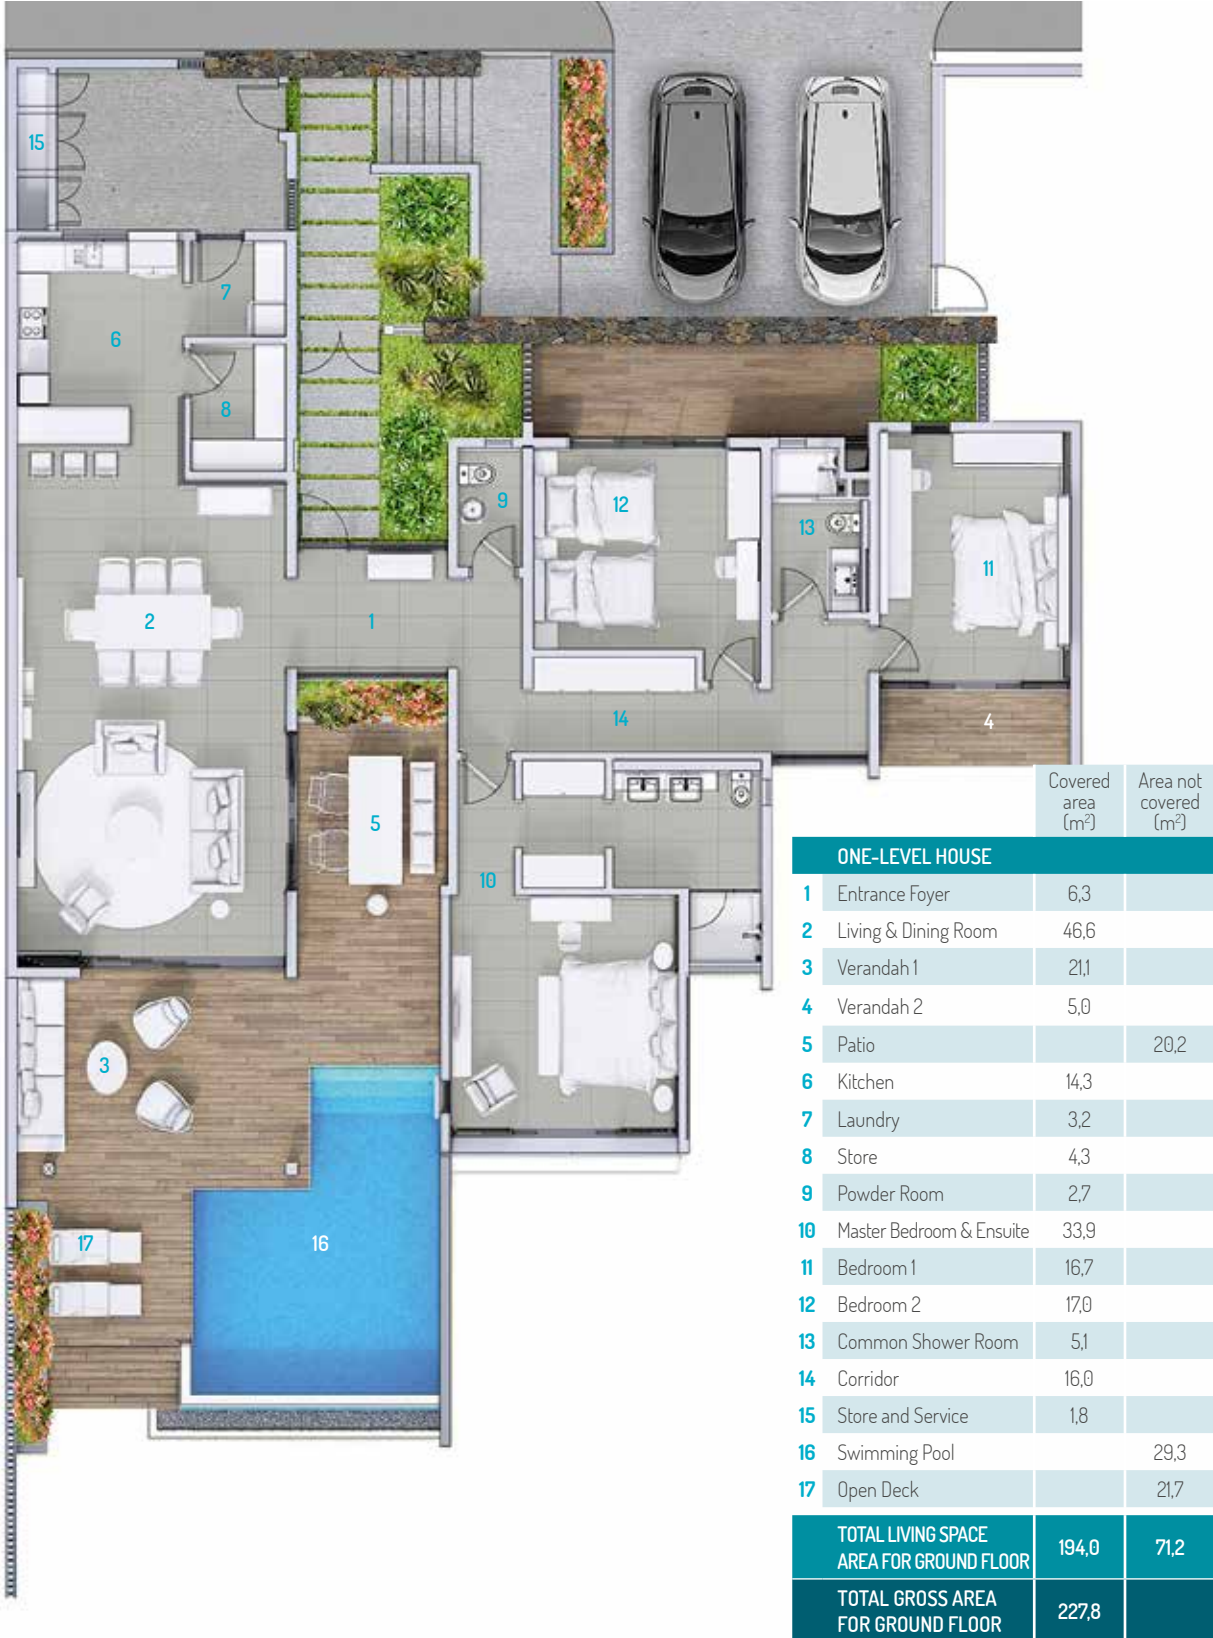 15
7
6
8
9
12
13
11
2
1
14
4
5
10
3
17
16
Covered
area
(m²)
Area not
covered
(m²)
ONE-LEVEL HOUSE
1 Entrance Foyer 6,3
2 Living & Dining Room 46,6
3 Verandah 1 21,1
4 Verandah 2 5,0
5 Patio 20,2
6 Kitchen 14,3
7 Laundry 3,2
8 Store 4,3
9 Powder Room 2,7
10 Master Bedroom & Ensuite 33,9
11 Bedroom 1 16,7
12 Bedroom 2 17,0
13 Common Shower Room 5,1
14 Corridor 16,0
15 Store and Service 1,8
16 Swimming Pool 29,3
17 Open Deck 21,7
TOTAL LIVING SPACE
AREA FOR GROUND FLOOR 194,0 71,2
TOTAL GROSS AREA
FOR GROUND FLOOR 227,8